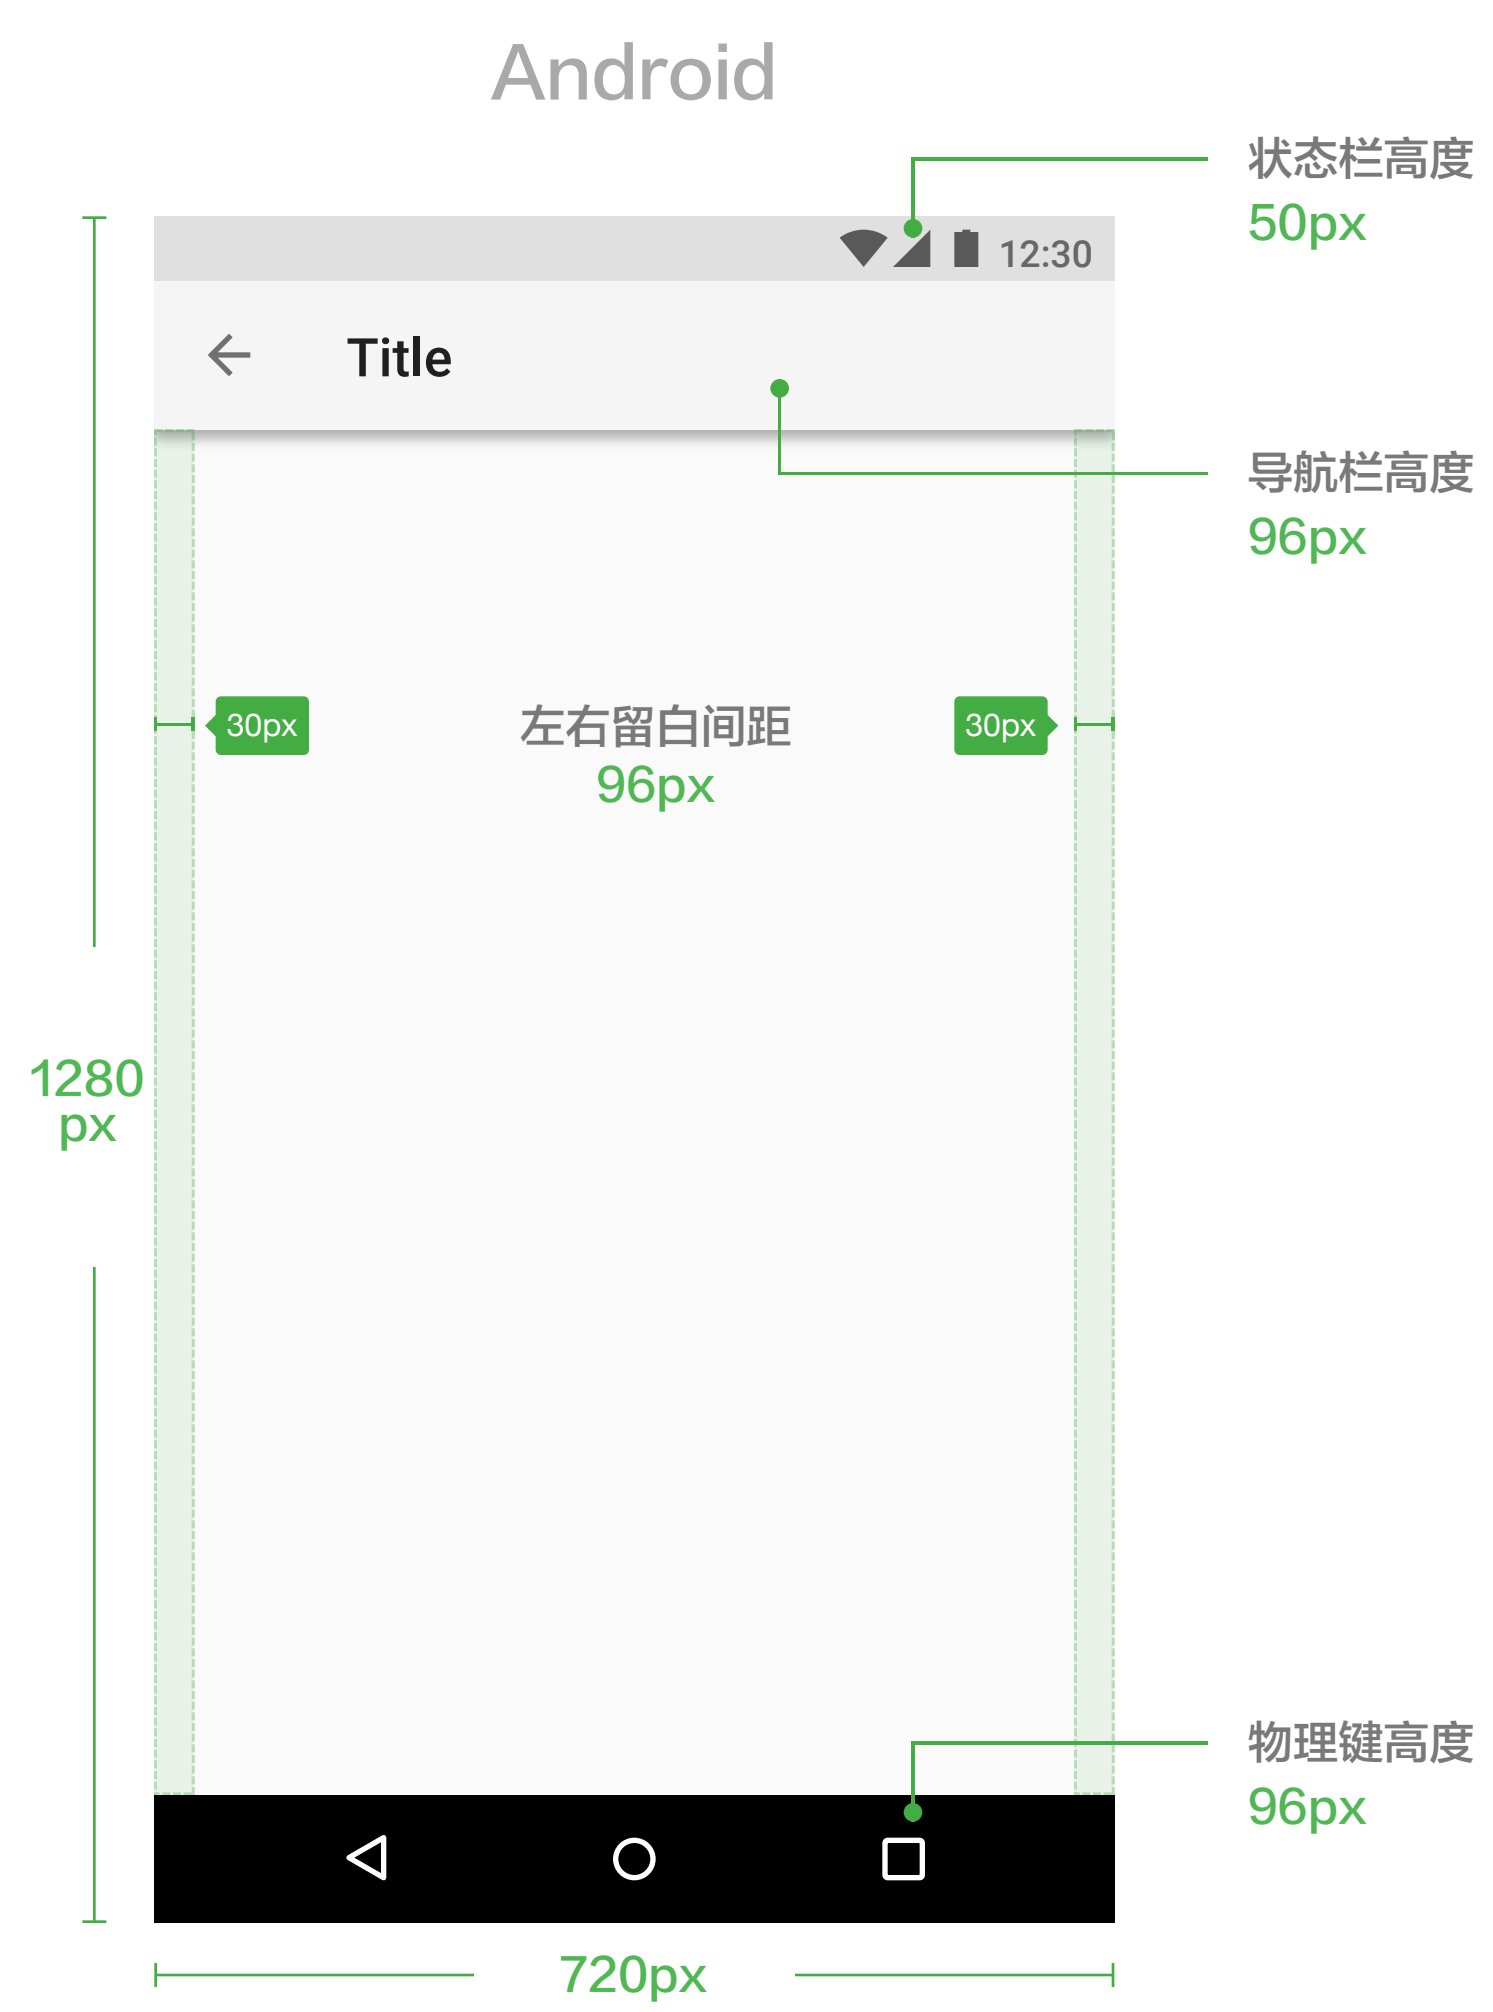 Android
状态栏高度
50px
12:30
Title
导航栏高度
96px
30px
左右留白间距
96px
30px
1280
px
物理键高度
96px
720px